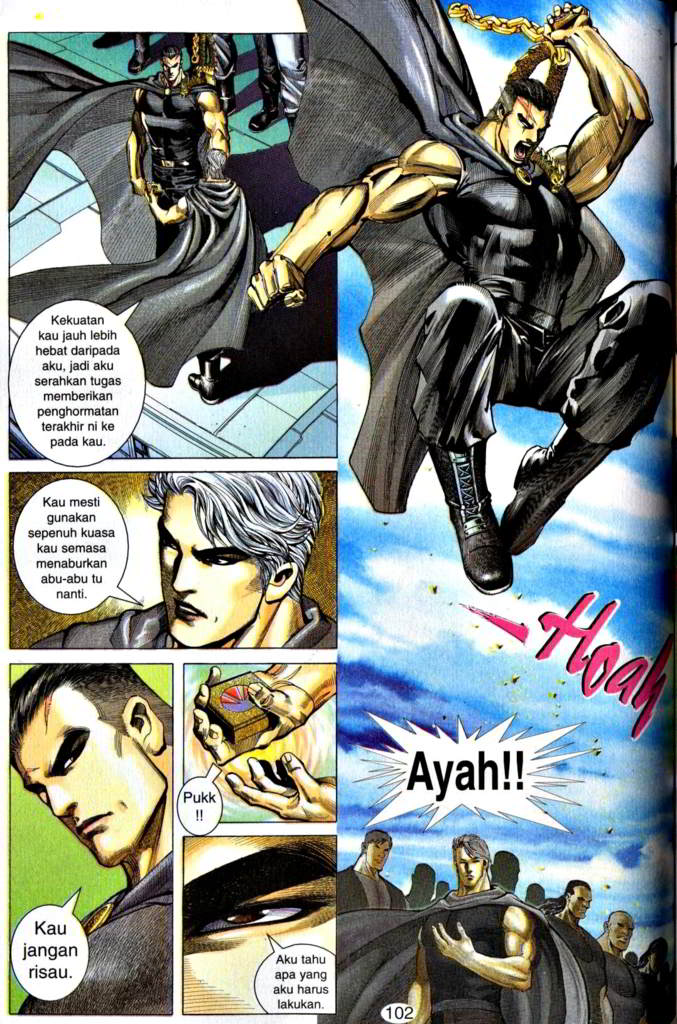 Kekuatan
kau jauh lebih
hebat daripada
aku, jadi aku
serahkan tugas
memberikan
penghormatan
terakhir ni ke
pada kau.
Kau mesti
gunakan
sepenuh kuasa
kau semasa
menaburkan
abu-abu tu
nanti.
Kau
jangan
risau.
Pukk
!!
Aku tahu
apa yang
aku harus
lakukan.
Hoah
Ayah!!
102